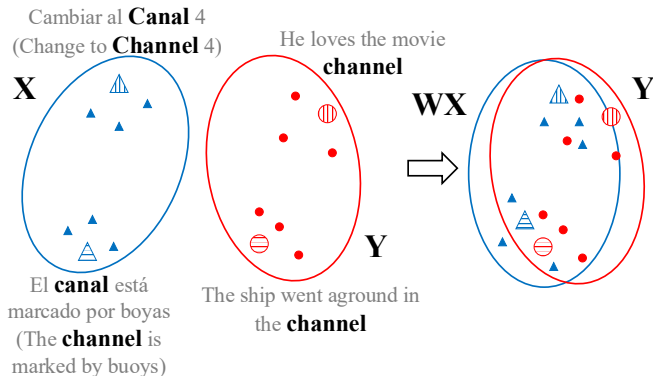 Cambiar al Canal 4
(Change to Channel 4)
X
El canal está
marcado por boyas
(The channel is
marked by buoys)
He loves the movie
channel
Y
The ship went aground in
the channel
WX
Y